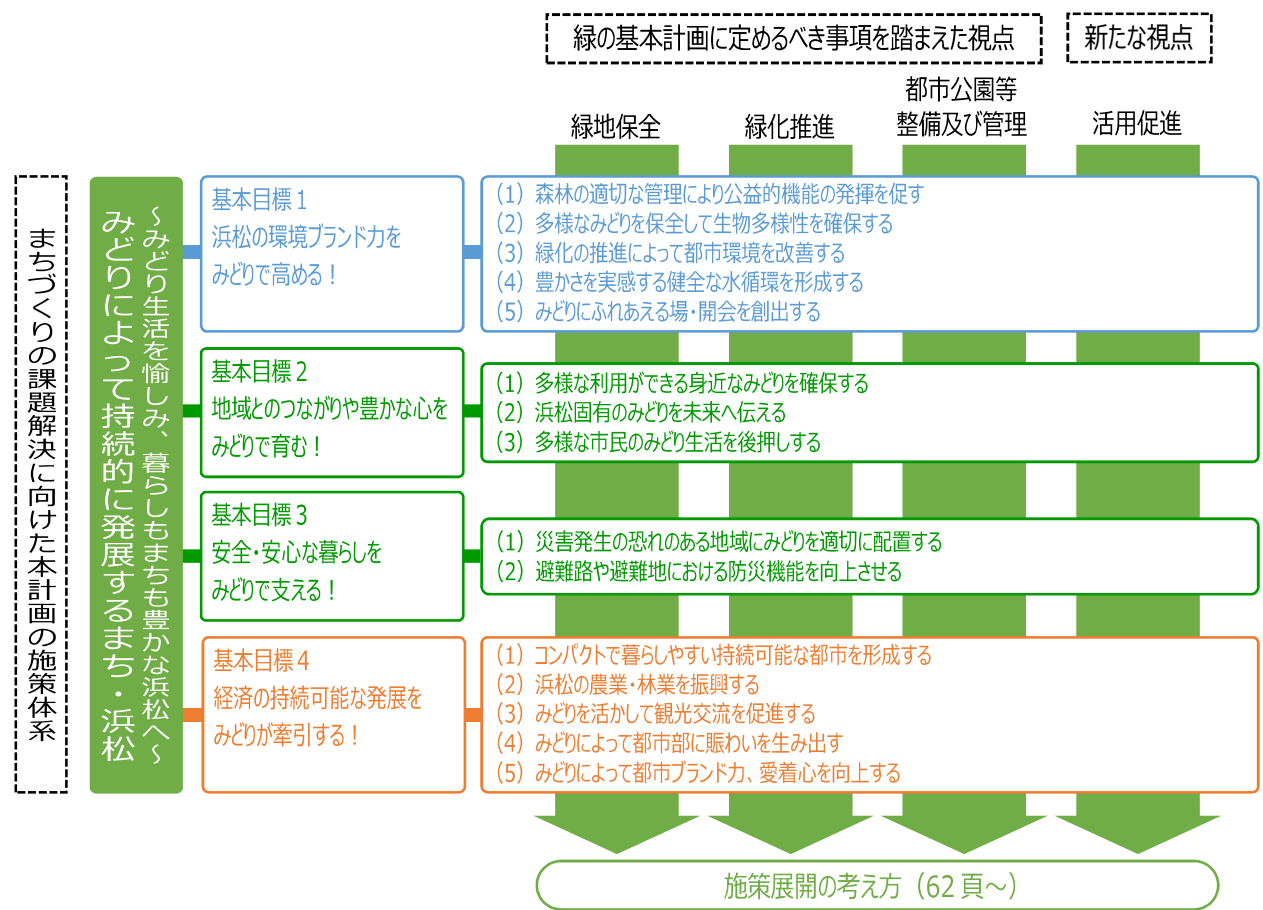 緑の基本計画に定めるべき事項を踏まえた視点
新たな視点
緑地保全
緑化推進
都市公園等
整備及び管理
活用促進
まちづくりの課題解決に向けた本計画の施策体系
～みどり生活を愉しみ、暮らしもまちも豊かな浜松へ～
みどりによって持続的に発展するまち・浜松
基本目標１
浜松の環境ブランド力を
みどりで高める！
（1）森林の適切な管理により公益的機能の発揮を促す
（2）多様なみどりを保全して生物多様性を確保する
（3）緑化の推進によって都市環境を改善する
（4）豊かさを実感する健全な水循環を形成する
（5）みどりにふれあえる場・開会を創出する
基本目標２
地域とのつながりや豊かな心を
みどりで育む！
（1）多様な利用ができる身近なみどりを確保する
（2）浜松固有のみどりを未来へ伝える
（3）多様な市民のみどり生活を後押しする
基本目標３
安全・安心な暮らしを
みどりで支える！
（1）災害発生の恐れのある地域にみどりを適切に配置する
（2）避難路や避難地における防災機能を向上させる
基本目標４
経済の持続可能な発展を
みどりが牽引する！
（1）コンパクトで暮らしやすい持続可能な都市を形成する
（2）浜松の農業・林業を振興する
（3）みどりを活かして観光交流を促進する
（4）みどりによって都市部に賑わいを生み出す
（5）みどりによって都市ブランド力、愛着心を向上する
施策展開の考え方（62 頁～）